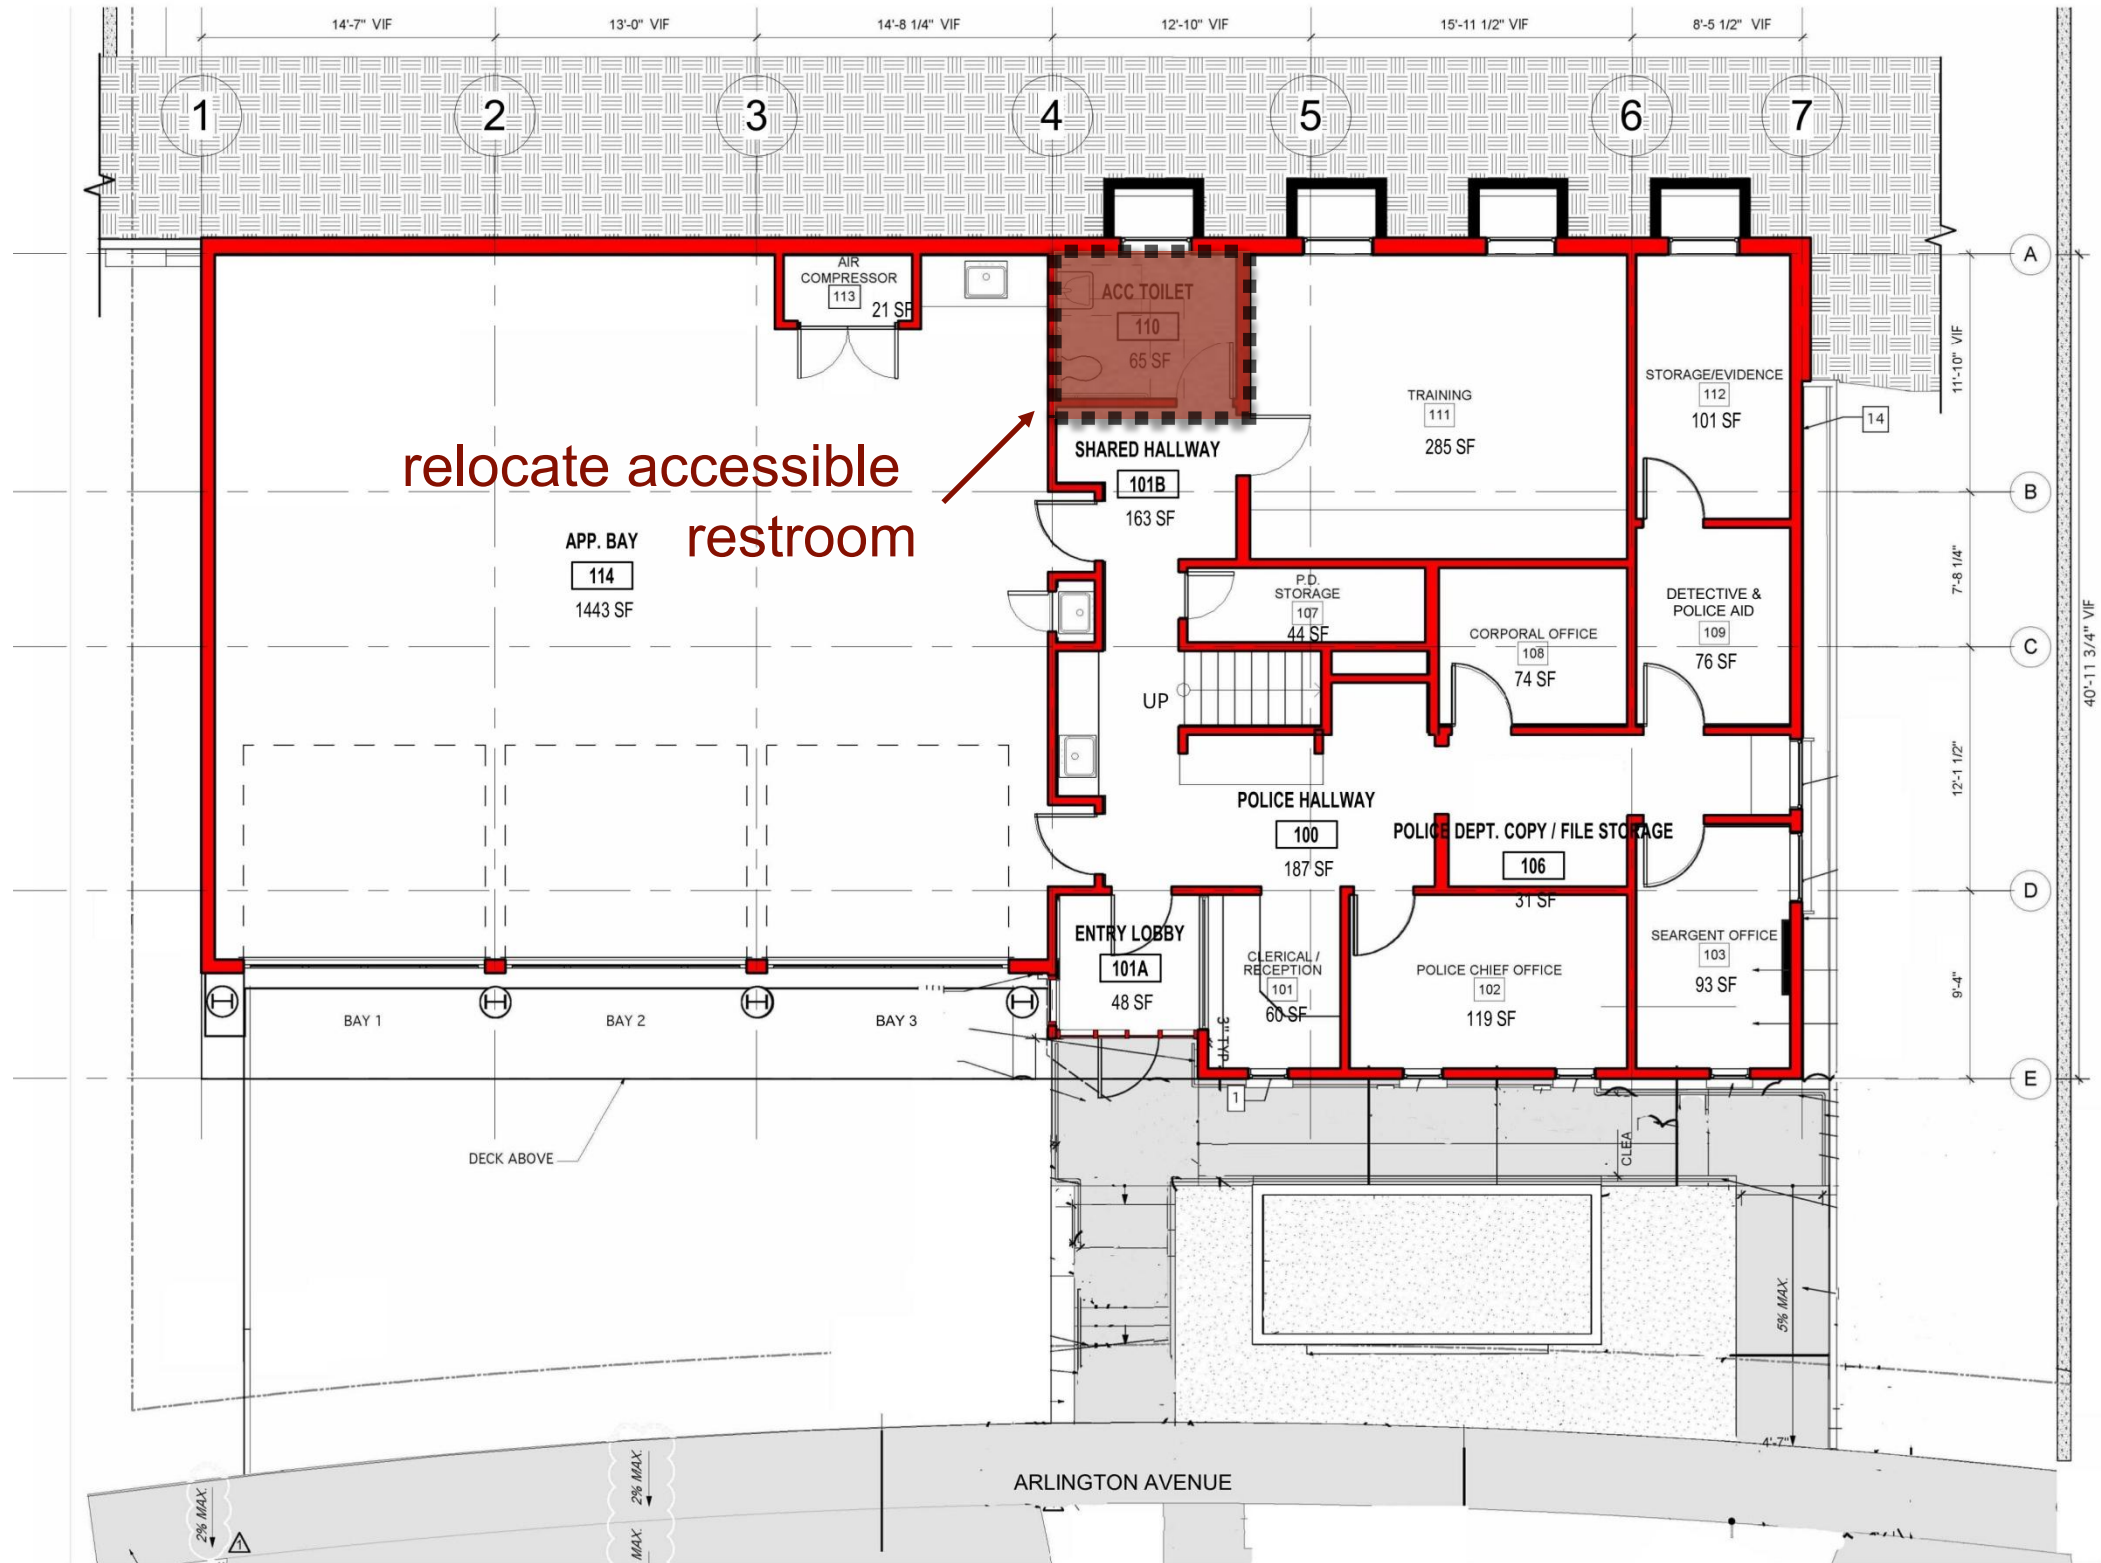 14'-7" VIF
13'-0" VIF
14'-8 1/4" VIF
12'-10" VIF
15'-11 1/2" VIF
8'-5 1/2" VIF
1
2
3
4
5
6
7
A
B
C
D
E
11'-10" VIF
7'-8 1/4"
12'-1 1/2"
9'-4"
40'-11 3/4" VIF
14
AIR
COMPRESSOR
113
21 SF
ACC TOILET
110
65 SF
relocate accessible
restroom
SHARED HALLWAY
101B
163 SF
TRAINING
111
285 SF
STORAGE/EVIDENCE
112
101 SF
APP. BAY
114
1443 SF
P.D.
STORAGE
107
44 SF
CORPORAL OFFICE
108
74 SF
DETECTIVE &
POLICE AID
109
76 SF
UP
POLICE HALLWAY
100
187 SF
POLICE DEPT. COPY / FILE STORAGE
106
31 SF
ENTRY LOBBY
101A
48 SF
CLERICAL /
RECEPTION
101
60 SF
3" TYP
POLICE CHIEF OFFICE
102
119 SF
SEARGENT OFFICE
103
93 SF
BAY 1
BAY 2
BAY 3
1
DECK ABOVE
CLEA
5% MAX.
4'-7"
ARLINGTON AVENUE
2% MAX.
1
2% MAX.
MAX.